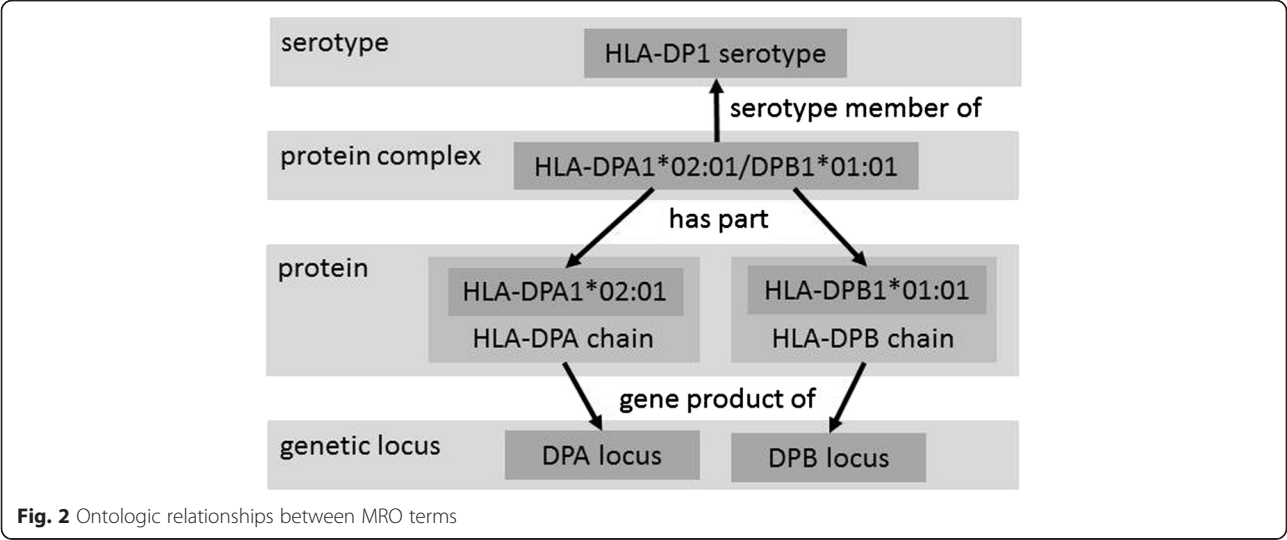 serotype
HLA-DP1 serotype
serotype member of
protein complex
HLA-DPA1*02:01/DPB1*01:01
has part
protein
HLA-DPA1*02:01
HLA-DPB1*01:01
HLA-DPA chain
HLA-DPB chain
gene product of
genetic locus
DPA locus
DPB locus
Fig. 2 Ontologic relationships between MRO terms